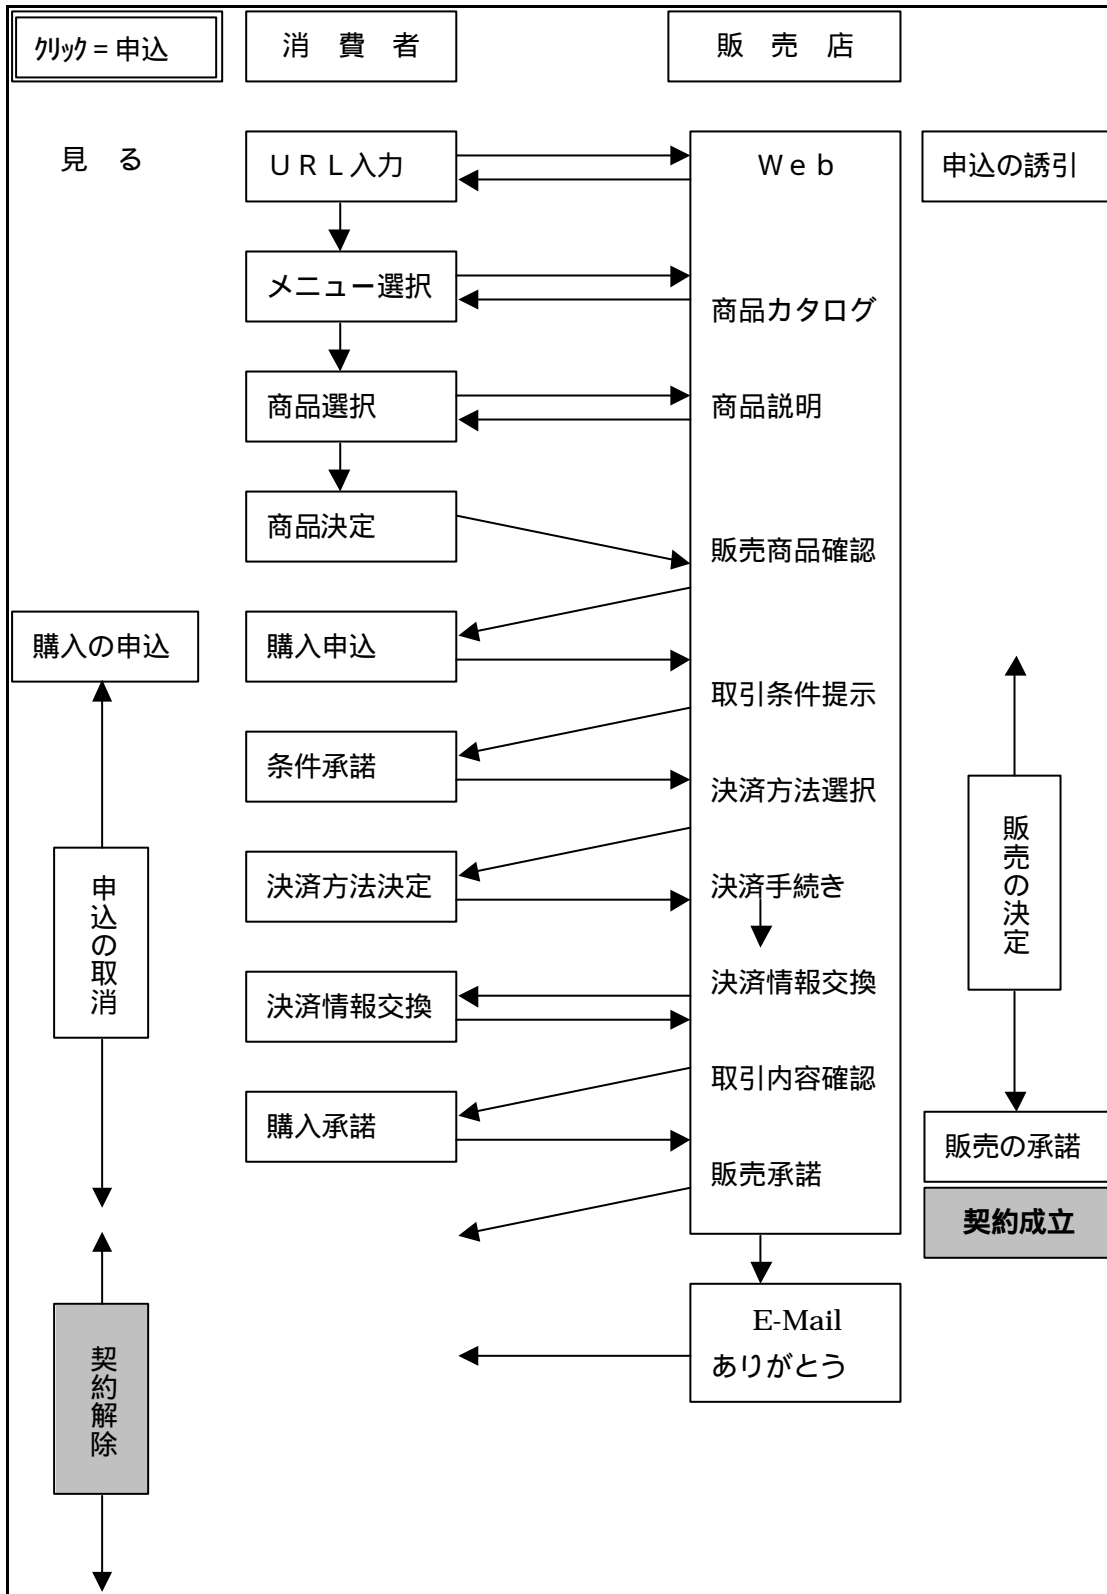 ｸﾘｯｸ＝申込
消　費　者
販　売　店
見　る
ＵＲＬ入力
Ｗｅｂ
申込の誘引
メニュー選択
商品カタログ
商品選択
商品説明
商品決定
販売商品確認
購入の申込
購入申込
取引条件提示
条件承諾
決済方法選択
販売の決定
申込の取消
決済方法決定
決済手続き
決済情報交換
決済情報交換
取引内容確認
購入承諾
販売の承諾
販売承諾
契約成立
E-Mail
ありがとう
契約解除